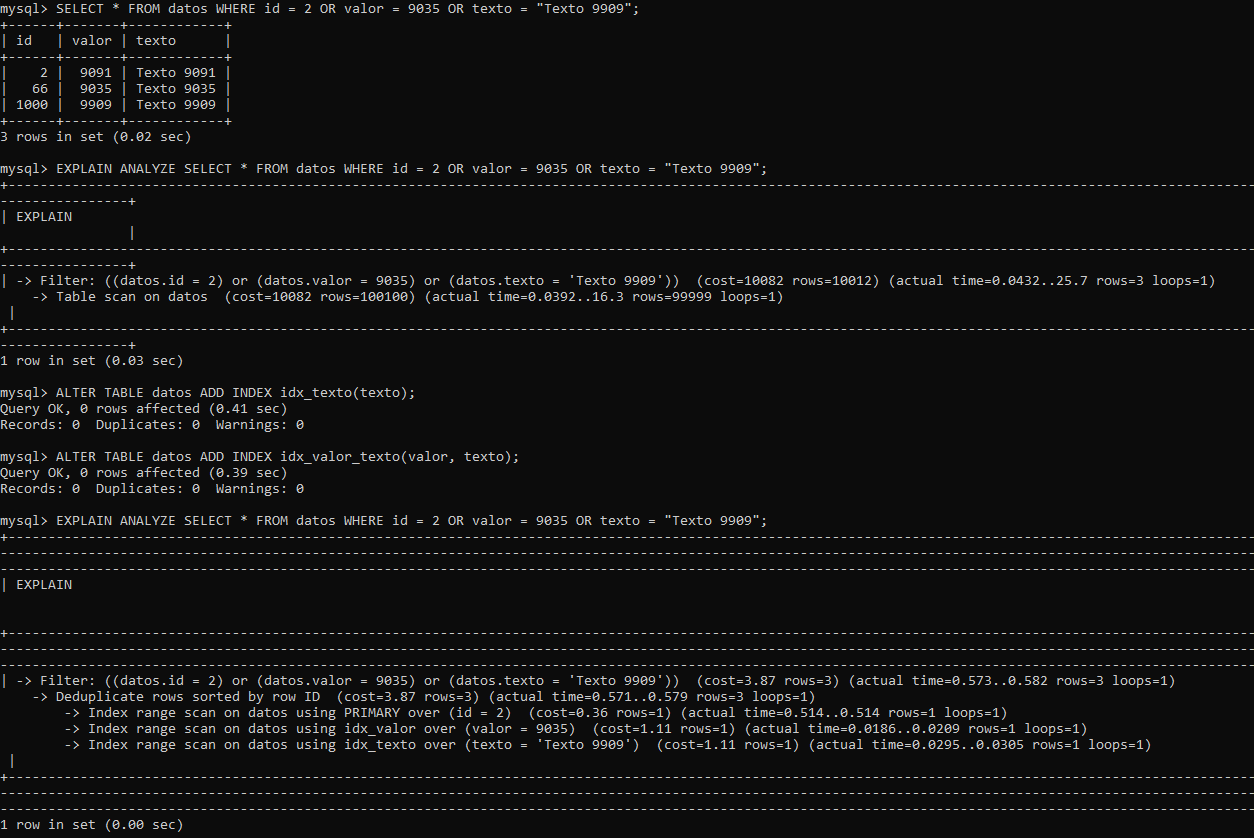 mysql> SELECT * FROM datos WHERE id = 2 OR valor = 9035 OR texto = "Texto 9909";
+------+-------+------------+
| id   | valor | texto      |
+------+-------+------------+
|    2 |  9091 | Texto 9091 |
|   66 |  9035 | Texto 9035 |
| 1000 |  9909 | Texto 9909 |
+------+-------+------------+
3 rows in set (0.02 sec)
mysql> EXPLAIN ANALYZE SELECT * FROM datos WHERE id = 2 OR valor = 9035 OR texto = "Texto 9909";
| EXPLAIN
|
| -> Filter: ((datos.id = 2) or (datos.valor = 9035) or (datos.texto = 'Texto 9909'))  (cost=10082 rows=10012) (actual time=0.0432..25.7 rows=3 loops=1)
    -> Table scan on datos  (cost=10082 rows=100100) (actual time=0.0392..16.3 rows=99999 loops=1)
|
1 row in set (0.03 sec)
mysql> ALTER TABLE datos ADD INDEX idx_texto(texto);
Query OK, 0 rows affected (0.41 sec)
Records: 0  Duplicates: 0  Warnings: 0
mysql> ALTER TABLE datos ADD INDEX idx_valor_texto(valor, texto);
Query OK, 0 rows affected (0.39 sec)
Records: 0  Duplicates: 0  Warnings: 0
mysql> EXPLAIN ANALYZE SELECT * FROM datos WHERE id = 2 OR valor = 9035 OR texto = "Texto 9909";
| EXPLAIN
| -> Filter: ((datos.id = 2) or (datos.valor = 9035) or (datos.texto = 'Texto 9909'))  (cost=3.87 rows=3) (actual time=0.573..0.582 rows=3 loops=1)
    -> Deduplicate rows sorted by row ID  (cost=3.87 rows=3) (actual time=0.571..0.579 rows=3 loops=1)
        -> Index range scan on datos using PRIMARY over (id = 2)  (cost=0.36 rows=1) (actual time=0.514..0.514 rows=1 loops=1)
        -> Index range scan on datos using idx_valor over (valor = 9035)  (cost=1.11 rows=1) (actual time=0.0186..0.0209 rows=1 loops=1)
        -> Index range scan on datos using idx_texto over (texto = 'Texto 9909')  (cost=1.11 rows=1) (actual time=0.0295..0.0305 rows=1 loops=1)
|
1 row in set (0.00 sec)